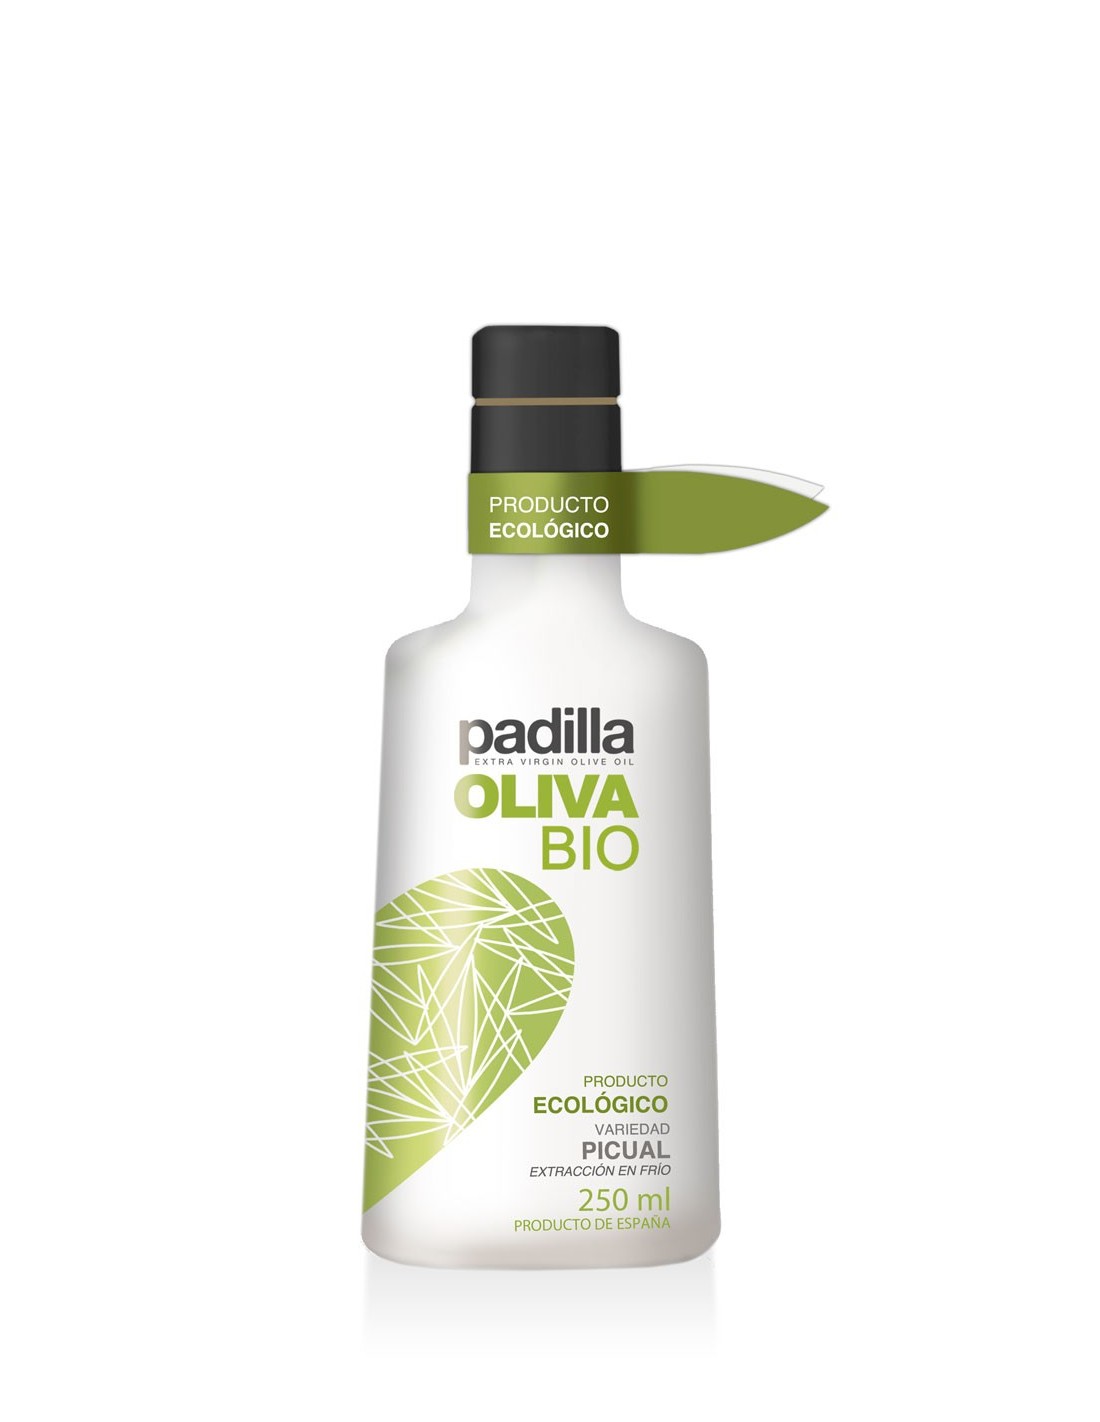 PRODUCTO
ECOLÓGICO
padilla
EXTRA VIRGIN OLIVE OIL
OLIVA
BIO
PRODUCTO
ECOLÓGICO
VARIEDAD
PICUAL
EXTRACCIÓN EN FRÍO
250 ml
PRODUCTO DE ESPAÑA